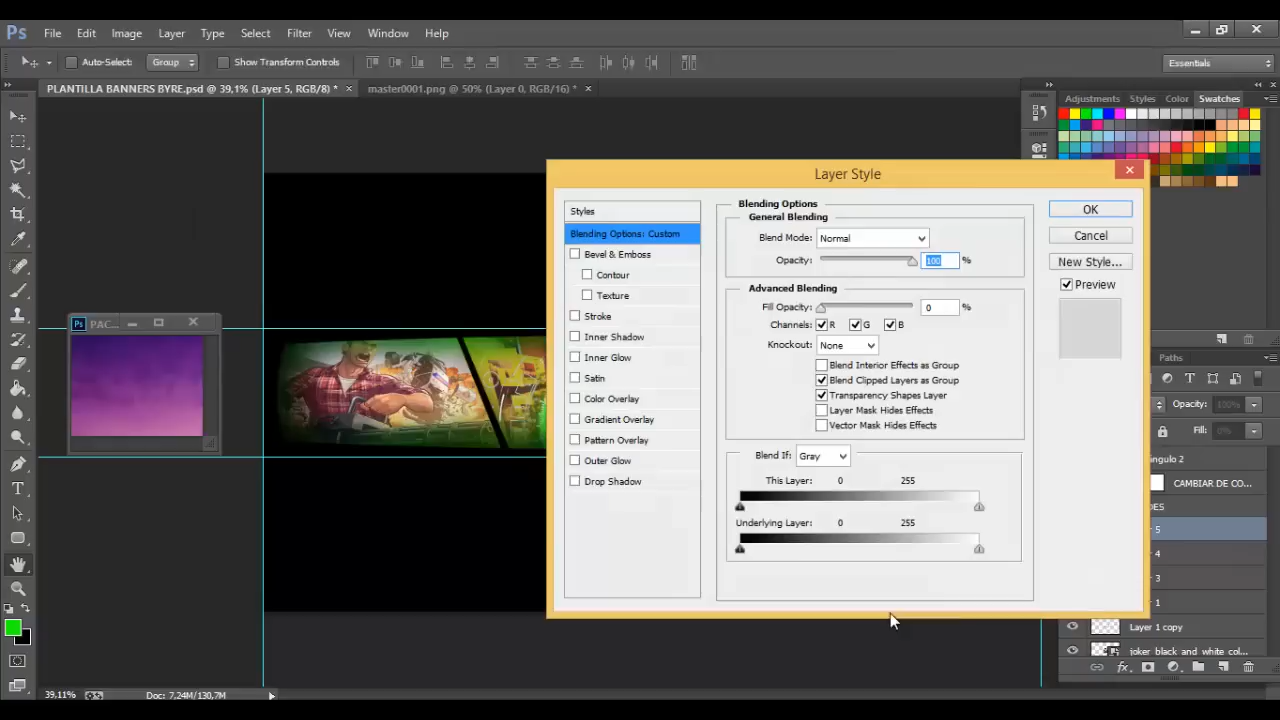 Ps File Edit Image Layer Type Select Filter View Window Help
Auto-Select: Group Show Transform Controls Essentials
PLANTILLA BANNERS BYRE.psd @ 39,1% (Layer 5, RGB/8) * × master0001.png @ 50% (Layer 0, RGB/16) * ×
Adjustments Styles Color Swatches
Layer Style
Styles
Blending Options: Custom
Bevel & Emboss
Contour
Texture
Stroke
Inner Shadow
Inner Glow
Satin
Color Overlay
Gradient Overlay
Pattern Overlay
Outer Glow
Drop Shadow
Blending Options
General Blending
Blend Mode: Normal
Opacity: 100 %
Advanced Blending
Fill Opacity: 0 %
Channels: R G B
Knockout: None
Blend Interior Effects as Group
Blend Clipped Layers as Group
Transparency Shapes Layer
Layer Mask Hides Effects
Vector Mask Hides Effects
Blend If: Gray
This Layer: 0 255
Underlying Layer: 0 255
OK
Cancel
New Style...
Preview
Ps PAC...
Paths
Opacity: 100%
Fill: 0%
ángulo 2
CAMBIAR DE CO...
DES
5
4
3
1
Layer 1 copy
joker_black_and_white_col...
39,11% Doc: 7,24M/130,7M